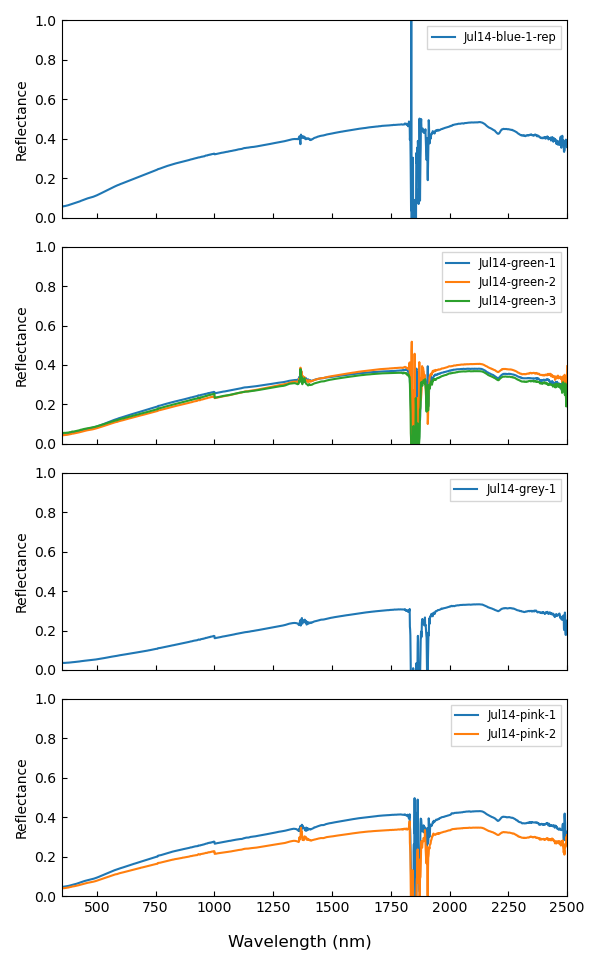 1.0
0.8
0.6
0.4
0.2
0.0
Reflectance
Jul14-blue-1-rep
1.0
0.8
0.6
0.4
0.2
0.0
Reflectance
Jul14-green-1
Jul14-green-2
Jul14-green-3
1.0
0.8
0.6
0.4
0.2
0.0
Reflectance
Jul14-grey-1
1.0
0.8
0.6
0.4
0.2
0.0
Reflectance
Jul14-pink-1
Jul14-pink-2
500 750 1000 1250 1500 1750 2000 2250 2500
Wavelength (nm)